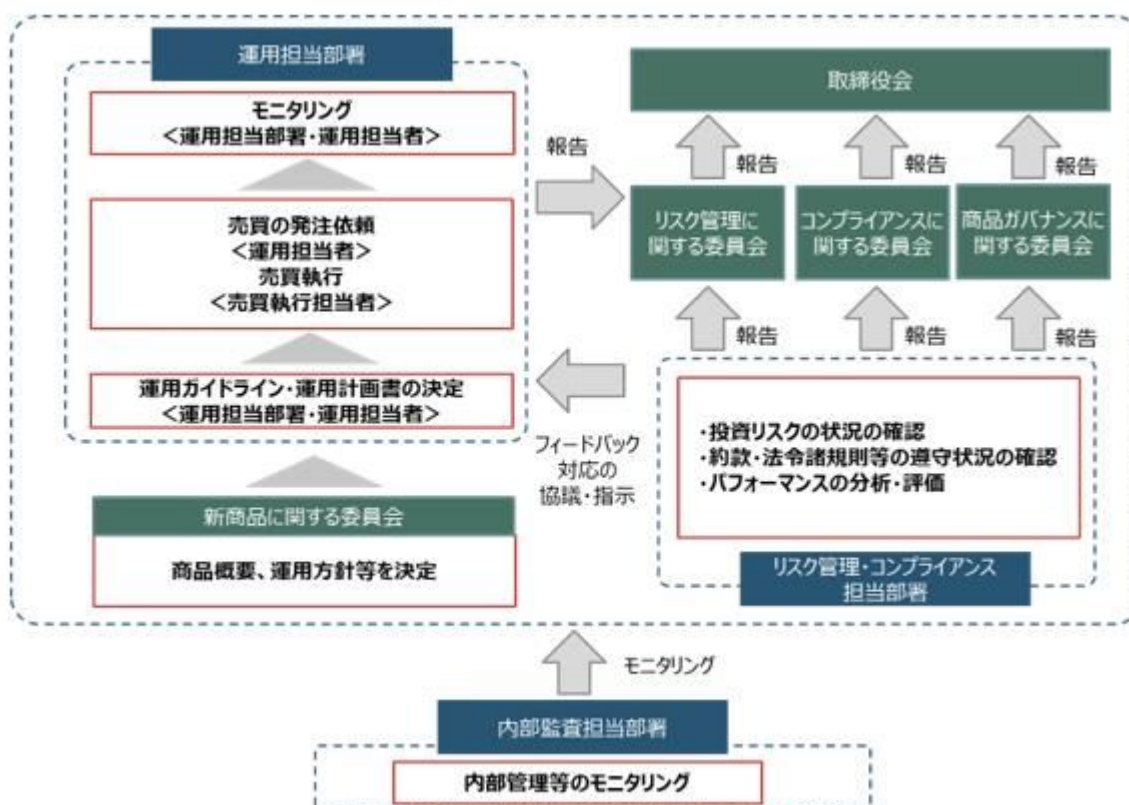 運用担当部署
モニタリング
<運用担当部署・運用担当者>
売買の発注依頼
<運用担当者>
売買執行
<売買執行担当者>
運用ガイドライン・運用計画書の決定
<運用担当部署・運用担当者>
新商品に関する委員会
商品概要、運用方針等を決定
報告
フィードバック
対応の
協議・指示
取締役会
報告
報告
報告
リスク管理に
関する委員会
コンプライアンスに
関する委員会
商品ガバナンスに
関する委員会
報告
報告
報告
・投資リスクの状況の確認
・約款・法令諸規則等の遵守状況の確認
・パフォーマンスの分析・評価
リスク管理・コンプライアンス
担当部署
モニタリング
内部監査担当部署
内部管理等のモニタリング